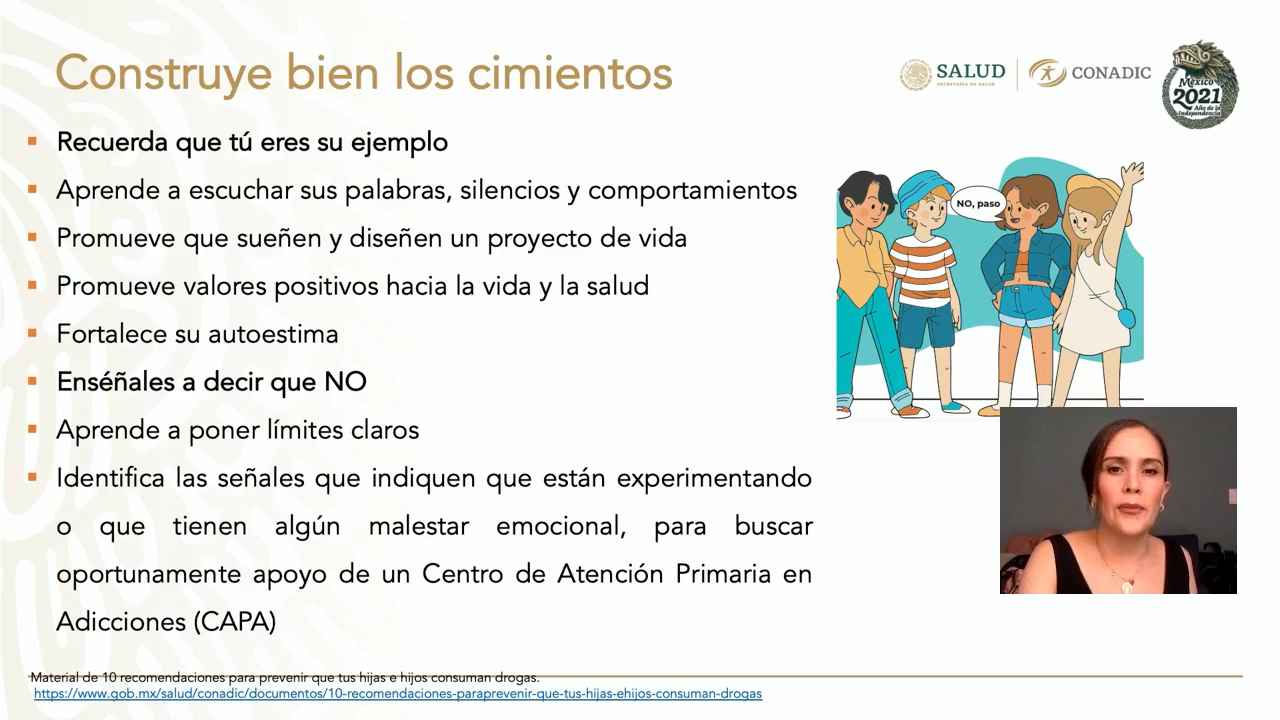 Construye bien los cimientos
SALUD
SECRETARÍA DE SALUD
CONADIC
México
2021
Año de la
Independencia
Recuerda que tú eres su ejemplo
Aprende a escuchar sus palabras, silencios y comportamientos
Promueve que sueñen y diseñen un proyecto de vida
Promueve valores positivos hacia la vida y la salud
Fortalece su autoestima
Enséñales a decir que NO
Aprende a poner límites claros
Identifica las señales que indiquen que están experimentando
o que tienen algún malestar emocional, para buscar
oportunamente apoyo de un Centro de Atención Primaria en
Adicciones (CAPA)
NO, paso
Material de 10 recomendaciones para prevenir que tus hijas e hijos consuman drogas.
https://www.gob.mx/salud/conadic/documentos/10-recomendaciones-paraprevenir-que-tus-hijas-ehijos-consuman-drogas